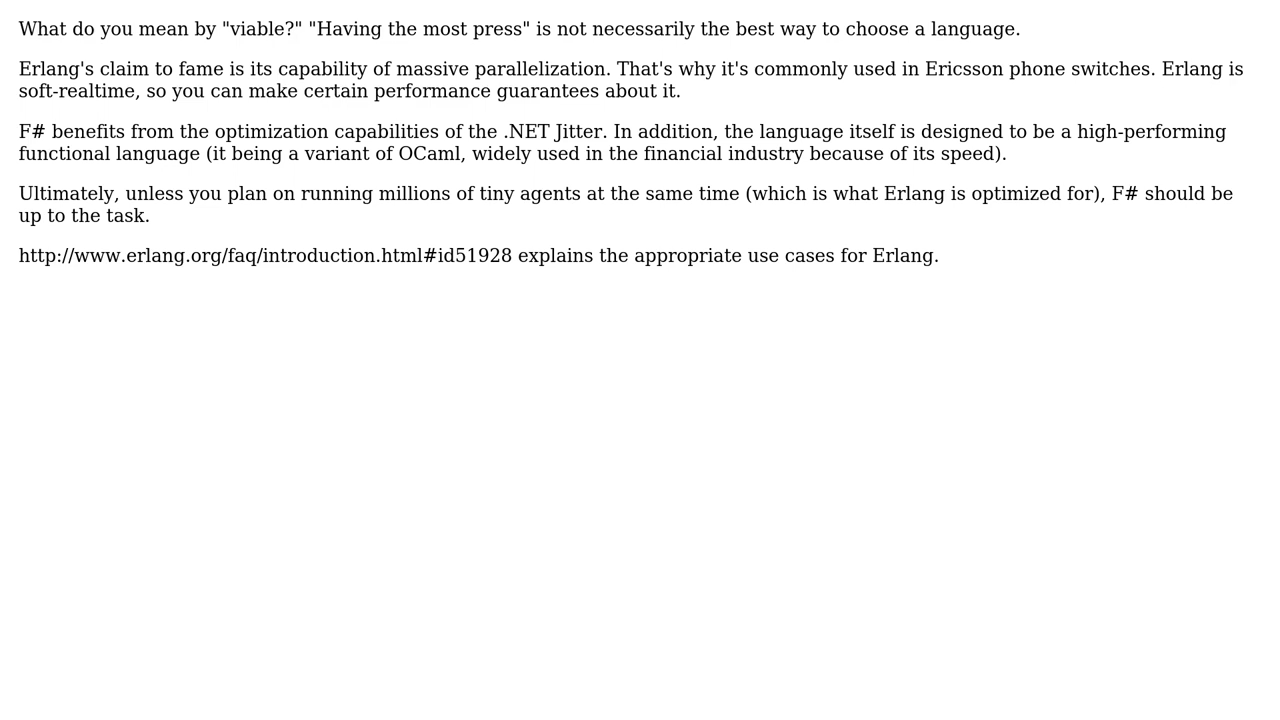 What do you mean by "viable?" "Having the most press" is not necessarily the best way to choose a language.
Erlang's claim to fame is its capability of massive parallelization. That's why it's commonly used in Ericsson phone switches. Erlang is
soft-realtime, so you can make certain performance guarantees about it.
F# benefits from the optimization capabilities of the .NET Jitter. In addition, the language itself is designed to be a high-performing
functional language (it being a variant of OCaml, widely used in the financial industry because of its speed).
Ultimately, unless you plan on running millions of tiny agents at the same time (which is what Erlang is optimized for), F# should be
up to the task.
http://www.erlang.org/faq/introduction.html#id51928 explains the appropriate use cases for Erlang.